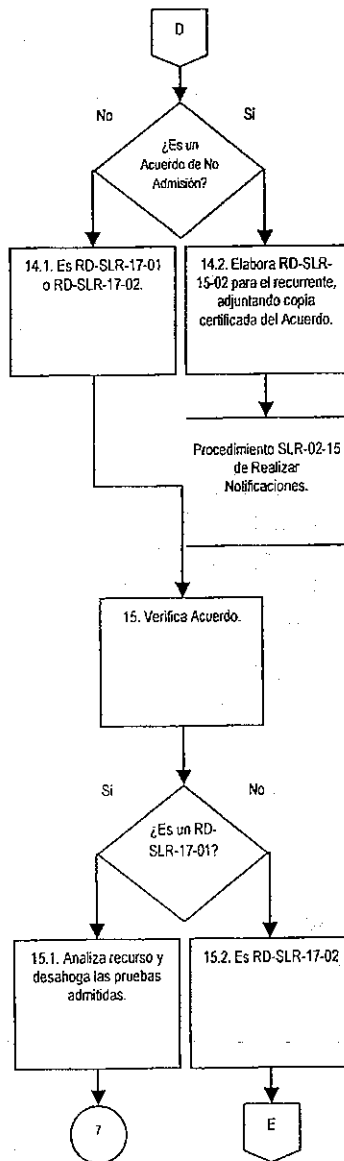 D
No
Si
¿Es un
Acuerdo de No
Admisión?
14.1. Es RD-SLR-17-01
o RD-SLR-17-02.
14.2. Elabora RD-SLR-
15-02 para el recurrente,
adjuntando copia
certificada del Acuerdo.
Procedimiento SLR-02-15
de Realizar
Notificaciones.
15. Verifica Acuerdo.
Si
No
¿Es un RD-
SLR-17-01?
15.1. Analiza recurso y
desahoga las pruebas
admitidas.
15.2. Es RD-SLR-17-02
7
E